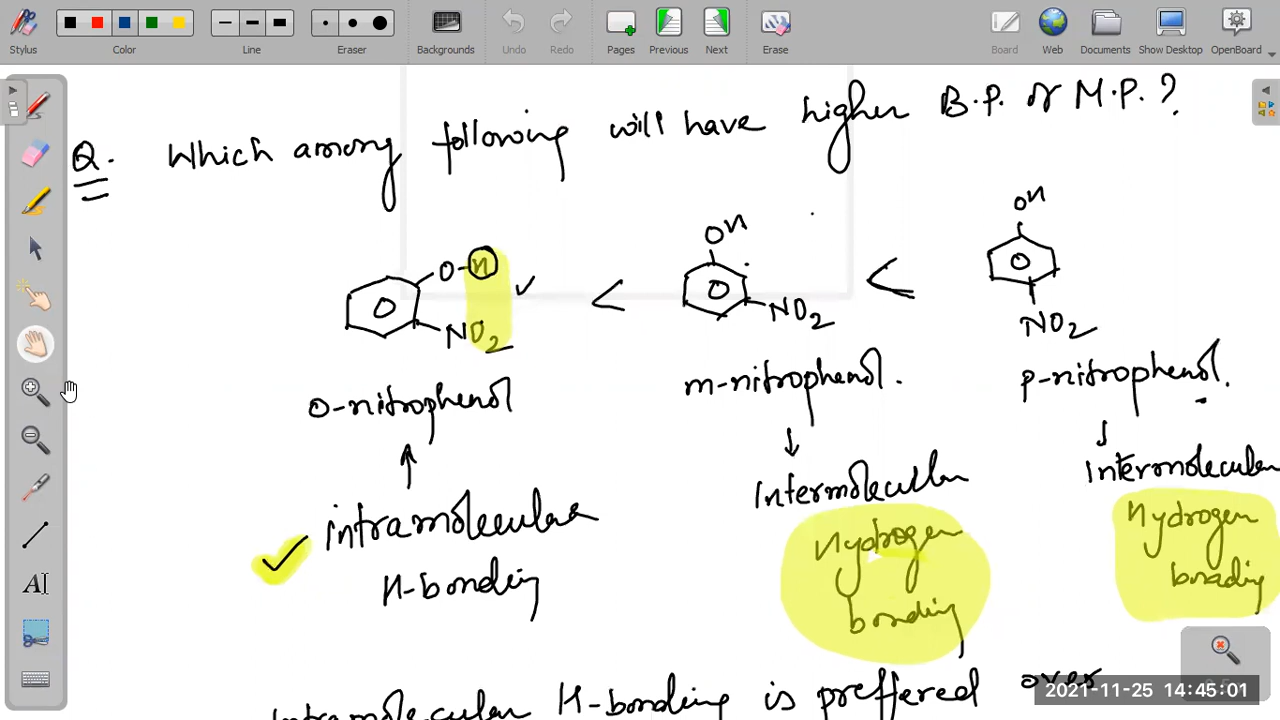 Stylus
Color
Line
Eraser
Backgrounds
Undo
Redo
Pages
Previous
Next
Erase
Board
Web
Documents
Show Desktop
OpenBoard
Q. Which among following will have higher B.P. or M.P.?
O-H
NO2
<
OH
NO2
<
OH
NO2
o-nitrophenol
m-nitrophenol.
p-nitrophenol.
intramolecular
H-bonding
Intermolecular
Hydrogen
bonding
Intermolecular
Hydrogen
bonding
Intramolecular H-bonding is preffered over
2021-11-25 14:45:01